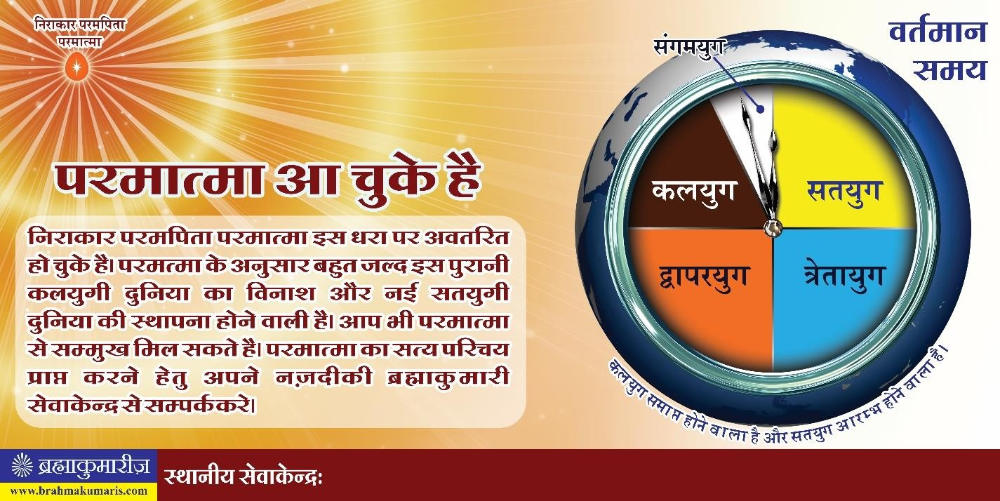 निराकार परमपिता
परमात्मा
परमात्मा आ चुके है
निराकार परमपिता परमात्मा इस धरा पर अवतरित
हो चुके है। परमत्मा के अनुसार बहुत जल्द इस पुरानी
कलयुगी दुनिया का विनाश और नई सतयुगी
दुनिया की स्थापना होने वाली है। आप भी परमात्मा
से सम्मुख मिल सकते है। परमात्मा का सत्य परिचय
प्राप्त करने हेतु अपने नज़दीकी ब्रह्माकुमारी
सेवाकेन्द्र से सम्पर्क करे।
वर्तमान
समय
संगमयुग
कलयुग
सतयुग
द्वापरयुग
त्रेतायुग
कलयुग समाप्त होने वाला है और सतयुग आरम्भ होने वाला है।
ब्रह्माकुमारीज़
www.brahmakumaris.com
स्थानीय सेवाकेन्द्र: